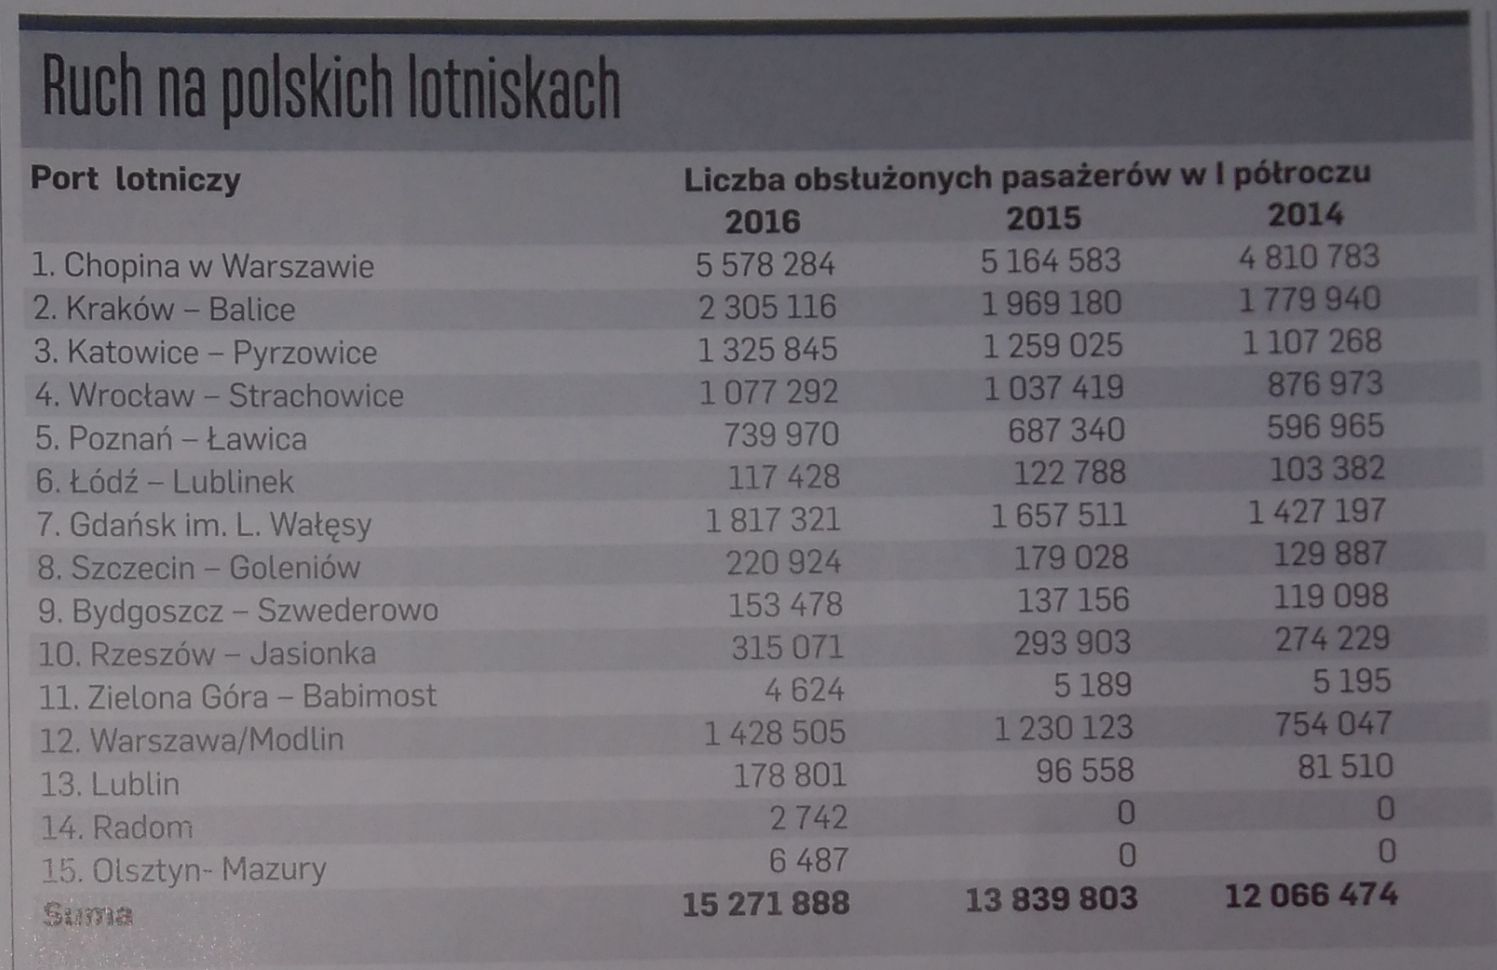 Ruch na polskich lotniskach
Port lotniczy Liczba obsłużonych pasażerów w I półroczu
2016 2015 2014
1. Chopina w Warszawie 5 578 284 5 164 583 4 810 783
2. Kraków – Balice 2 305 116 1 969 180 1 779 940
3. Katowice – Pyrzowice 1 325 845 1 259 025 1 107 268
4. Wrocław – Strachowice 1 077 292 1 037 419 876 973
5. Poznań – Ławica 739 970 687 340 596 965
6. Łódź – Lublinek 117 428 122 788 103 382
7. Gdańsk im. L. Wałęsy 1 817 321 1 657 511 1 427 197
8. Szczecin – Goleniów 220 924 179 028 129 887
9. Bydgoszcz – Szwederowo 153 478 137 156 119 098
10. Rzeszów – Jasionka 315 071 293 903 274 229
11. Zielona Góra – Babimost 4 624 5 189 5 195
12. Warszawa/Modlin 1 428 505 1 230 123 754 047
13. Lublin 178 801 96 558 81 510
14. Radom 2 742 0 0
15. Olsztyn- Mazury 6 487 0 0
Suma 15 271 888 13 839 803 12 066 474